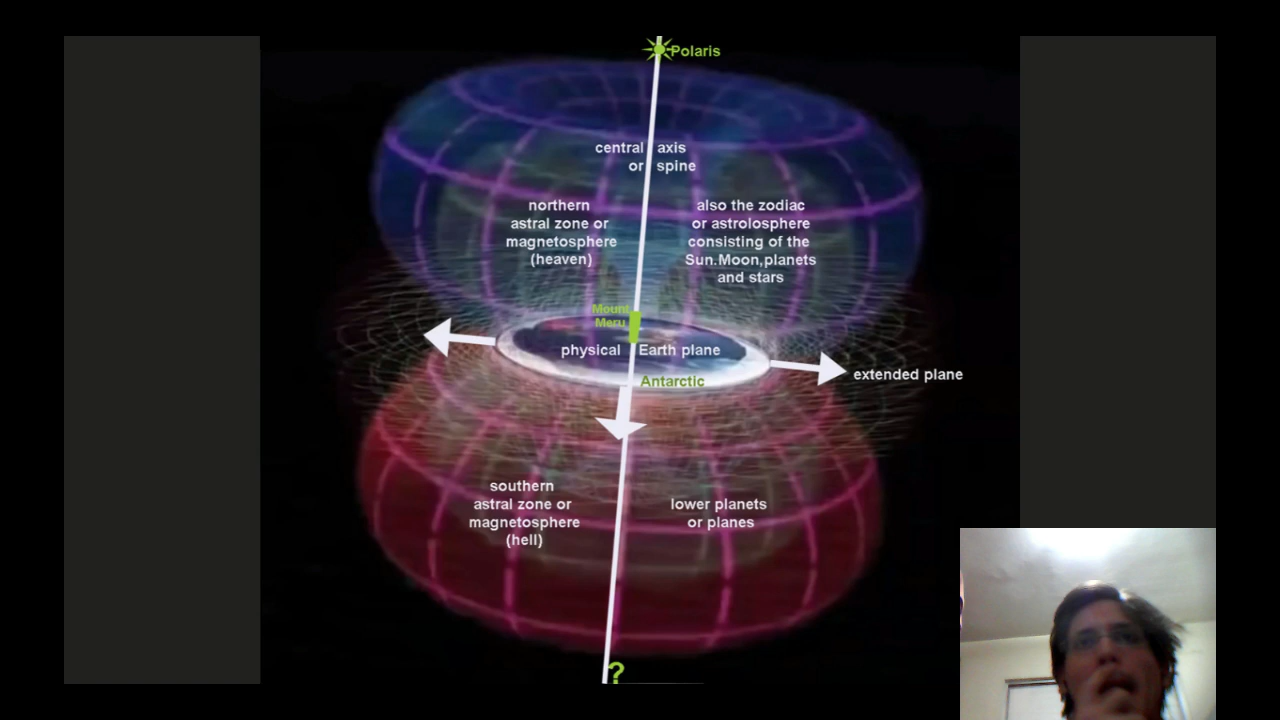 Polaris
central axis
or spine
northern
astral zone or
magnetosphere
(heaven)
also the zodiac
or astrolosphere
consisting of the
Sun.Moon,planets
and stars
Mount
Meru
physical Earth plane
extended plane
Antarctic
southern
astral zone or
magnetosphere
(hell)
lower planets
or planes
?